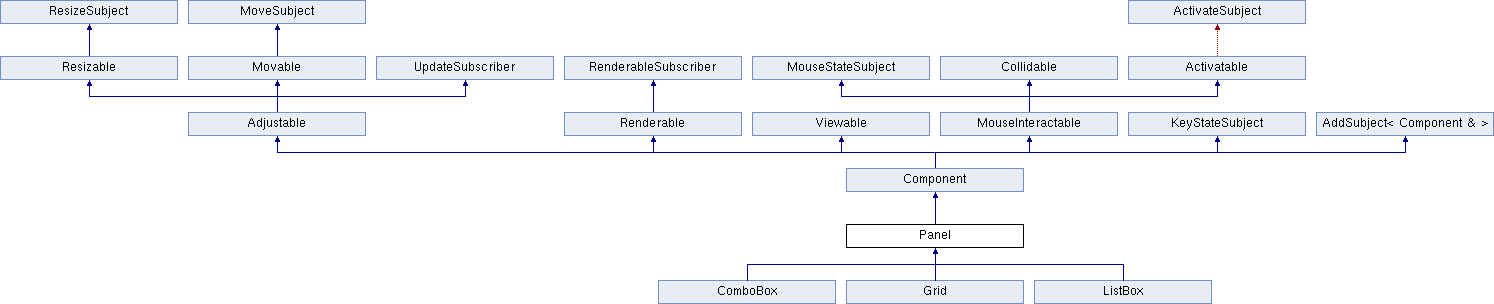 ResizeSubject
MoveSubject
ActivateSubject
Resizable
Movable
UpdateSubscriber
RenderableSubscriber
MouseStateSubject
Collidable
Activatable
Adjustable
Renderable
Viewable
MouseInteractable
KeyStateSubject
AddSubject< Component & >
Component
Panel
ComboBox
Grid
ListBox